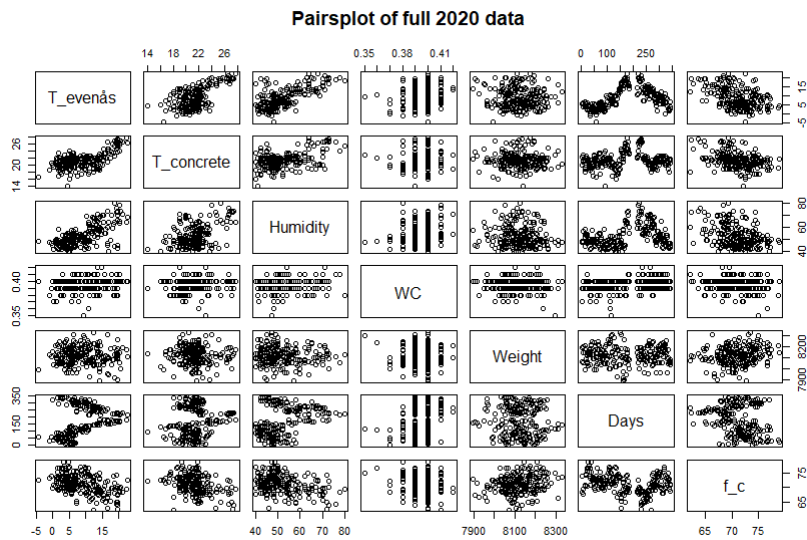 Pairsplot of full 2020 data
14 18 22 26
0.35 0.38 0.41
0 100 250
T_evenås
-5 5 15
14 20 26
T_concrete
Humidity
40 60 80
0.35 0.40
WC
Weight
7900 8200
0 150 350
Days
f_c
65 75
-5 0 5 15
40 50 60 70 80
7900 8100 8300
65 70 75